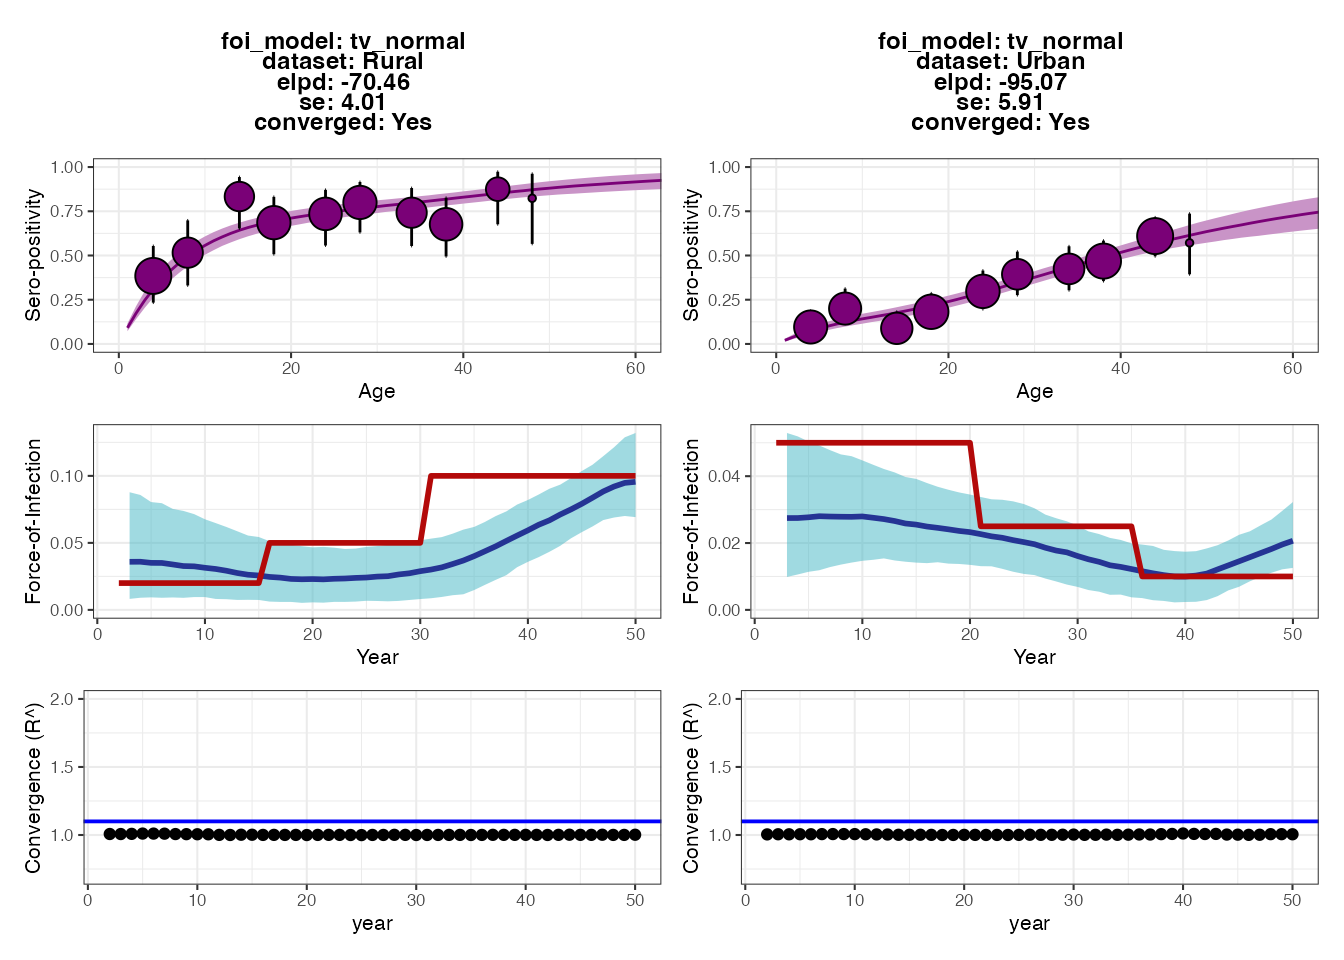 foi_model: tv_normal
dataset: Rural
elpd: -70.46
se: 4.01
converged: Yes
foi_model: tv_normal
dataset: Urban
elpd: -95.07
se: 5.91
converged: Yes
Sero-positivity
1.00
0.75
0.50
0.25
0.00
0 20 40 60
Age
Sero-positivity
1.00
0.75
0.50
0.25
0.00
0 20 40 60
Age
Force-of-Infection
0.10
0.05
0.00
0 10 20 30 40 50
Year
Force-of-Infection
0.04
0.02
0.00
0 10 20 30 40 50
Year
Convergence (R^)
2.0
1.5
1.0
0 10 20 30 40 50
year
Convergence (R^)
2.0
1.5
1.0
0 10 20 30 40 50
year